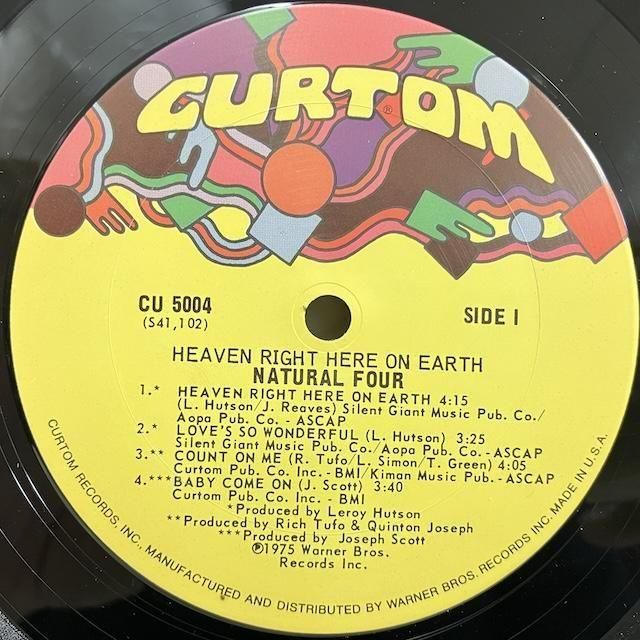 CURTOM®
CU 5004
(S41,102)
SIDE 1
HEAVEN RIGHT HERE ON EARTH
NATURAL FOUR
1.* HEAVEN RIGHT HERE ON EARTH 4:15
(L. Hutson/J. Reaves) Silent Giant Music Pub. Co./
Aopa Pub. Co. - ASCAP
2.* LOVE'S SO WONDERFUL (L. Hutson) 3:25
Silent Giant Music Pub. Co./Aopa Pub. Co. - ASCAP
3.** COUNT ON ME (R. Tufo/L. Simon/T. Green) 4:05
Curtom Pub. Co. Inc. - BMI/Kiman Music Pub. - ASCAP
4.*** BABY COME ON (J. Scott) 3:40
Curtom Pub. Co. Inc. - BMI
*Produced by Leroy Hutson
**Produced by Rich Tufo & Quinton Joseph
***Produced by Joseph Scott
℗1975 Warner Bros.
Records Inc.
CURTOM RECORDS, INC., MANUFACTURED AND DISTRIBUTED BY WARNER BROS. RECORDS INC. MADE IN U.S.A.